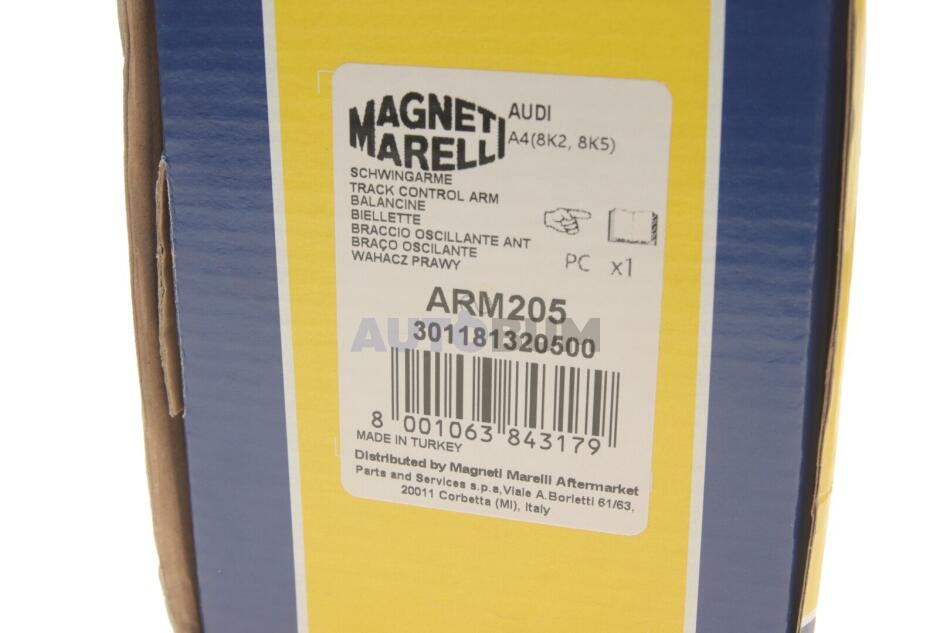 MAGNETI
MARELLI
AUDI
A4(8K2, 8K5)
SCHWINGARME
TRACK CONTROL ARM
BALANCINE
BIELLETTE
BRACCIO OSCILLANTE ANT
BRAÇO OSCILANTE
WAHACZ PRAWY
PC x1
ARM205
AUTOBUM
301181320500
8 001063 843179
MADE IN TURKEY
Distributed by Magneti Marelli Aftermarket
Parts and Services s.p.a,Viale A.Borletti 61/63,
20011 Corbetta (MI), Italy